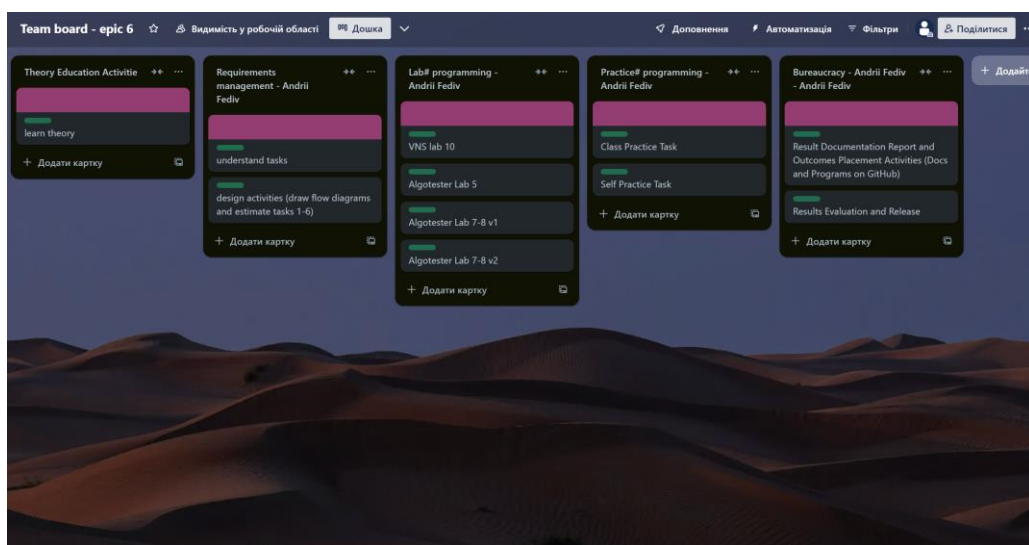 Team board - epic 6
Видимість у робочій області
Дошка
Доповнення
Автоматизація
Фільтри
Поділитися
Theory Education Activitie
learn theory
+ Додати картку
Requirements
management - Andrii
Fediv
understand tasks
design activities (draw flow diagrams
and estimate tasks 1-6)
+ Додати картку
Lab# programming -
Andrii Fediv
VNS lab 10
Algotester Lab 5
Algotester Lab 7-8 v1
Algotester Lab 7-8 v2
+ Додати картку
Practice# programming -
Andrii Fediv
Class Practice Task
Self Practice Task
+ Додати картку
Bureaucracy - Andrii Fediv
- Andrii Fediv
Result Documentation Report and
Outcomes Placement Activities (Docs
and Programs on GitHub)
Results Evaluation and Release
+ Додати картку
+ Додайт